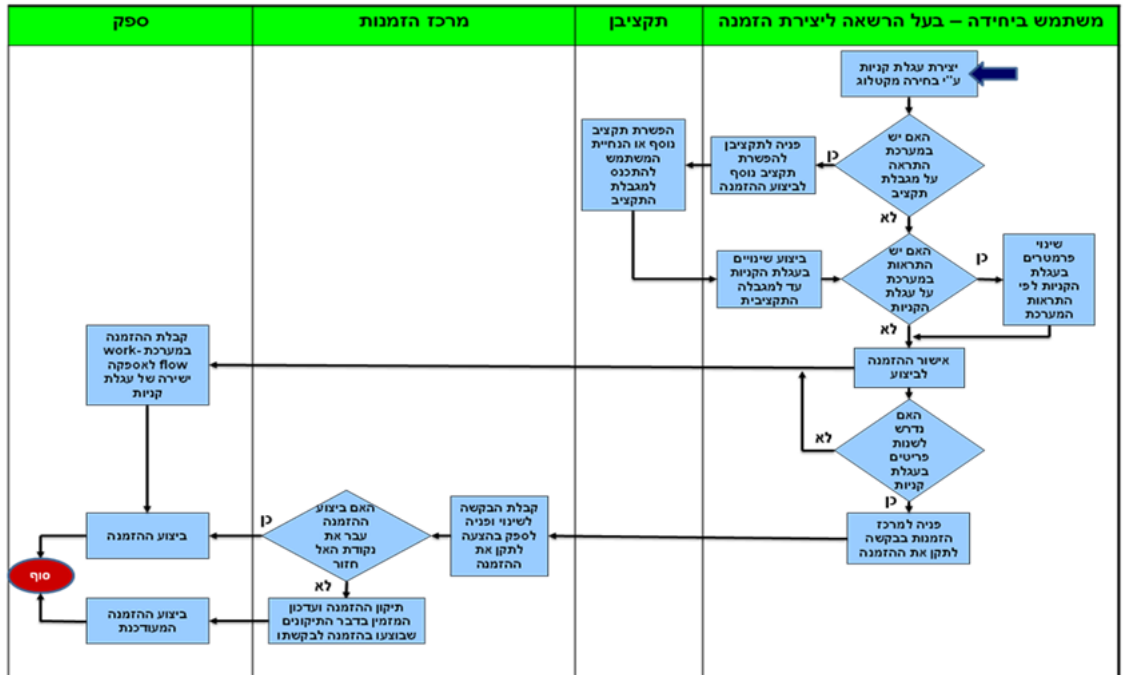 משתמש ביחידה – בעל הרשאה ליצירת הזמנה
תקציבן
מרכז הזמנות
ספק
יצירת עגלת קניות
ע"י בחירה מקטלוג
האם יש
במערכת
התראה
על מגבלת
תקציב
כן
לא
פניה לתקציבן
להפשרת
תקציב נוסף
לביצוע ההזמנה
הפשרת תקציב
נוסף או הנחיית
המשתמש
להתכנס
למגבלת
התקציב
ביצוע שינויים
בעגלת הקניות
עד למגבלה
התקציבית
האם יש
התראות
במערכת
על עגלת
הקניות
כן
לא
שינוי
פרמטרים
בעגלת
הקניות לפי
התראות
המערכת
אישור ההזמנה
לביצוע
קבלת ההזמנה
במערכת work-
flow לאספקה
ישירה של עגלת
קניות
האם
נדרש
לשנות
פריטים
בעגלת
קניות
לא
כן
פניה למרכז
הזמנות בבקשה
לתקן את ההזמנה
קבלת הבקשה
לשינוי ופניה
לספק בהצעה
לתקן את
ההזמנה
האם ביצוע
ההזמנה
עבר את
נקודת האל
חזור
כן
לא
ביצוע ההזמנה
תיקון ההזמנה ועדכון
המזמין בדבר התיקונים
שבוצעו בהזמנה לבקשתו
ביצוע ההזמנה
המעודכנת
סוף